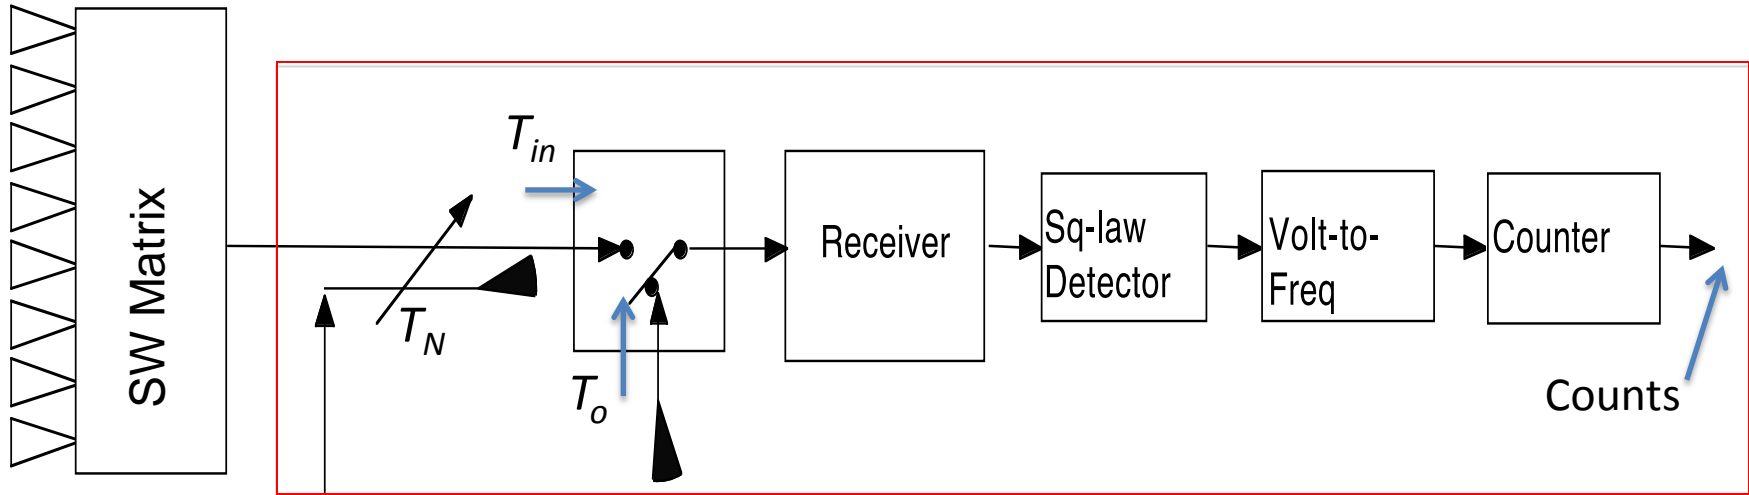 SW Matrix
T_in
T_N
T_o
Receiver
Sq-law
Detector
Volt-to-
Freq
Counter
Counts